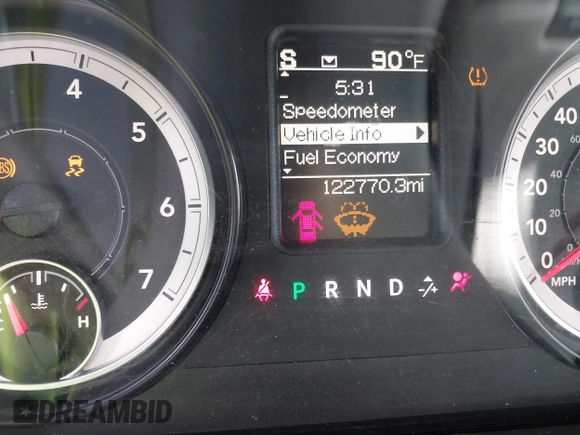 S 90°F
5:31
Speedometer
Vehicle Info
Fuel Economy
122770.3mi
4
5
6
7
ABS
H
P R N D -/+
40
30
20
10
0
MPH
DREAMBID